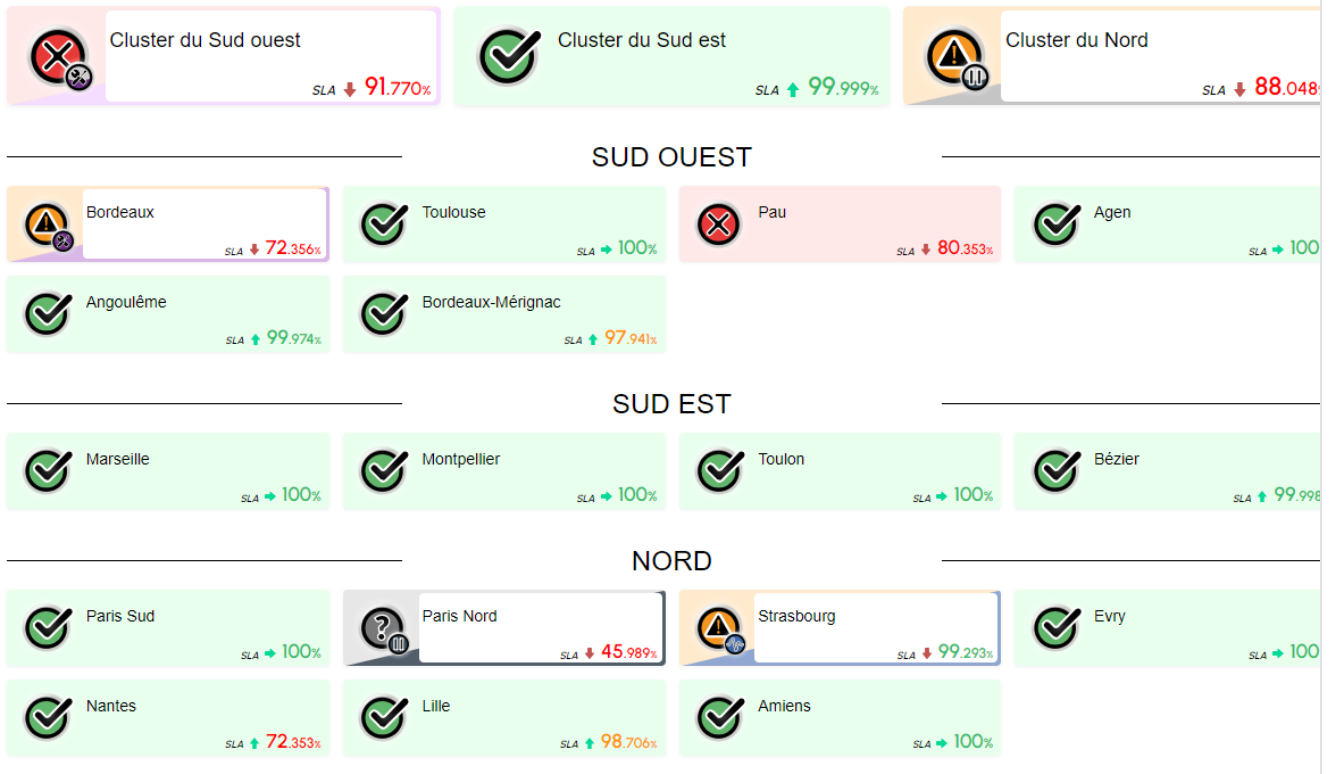 Cluster du Sud ouest
SLA 91.770%
Cluster du Sud est
SLA 99.999%
Cluster du Nord
SLA 88.048%
SUD OUEST
Bordeaux
SLA 72.356%
Toulouse
SLA 100%
Pau
SLA 80.353%
Agen
SLA 100
Angoulême
SLA 99.974%
Bordeaux-Mérignac
SLA 97.941%
SUD EST
Marseille
SLA 100%
Montpellier
SLA 100%
Toulon
SLA 100%
Bézier
SLA 99.998
NORD
Paris Sud
SLA 100%
Paris Nord
SLA 45.989%
Strasbourg
SLA 99.293%
Evry
SLA 100
Nantes
SLA 72.353%
Lille
SLA 98.706%
Amiens
SLA 100%